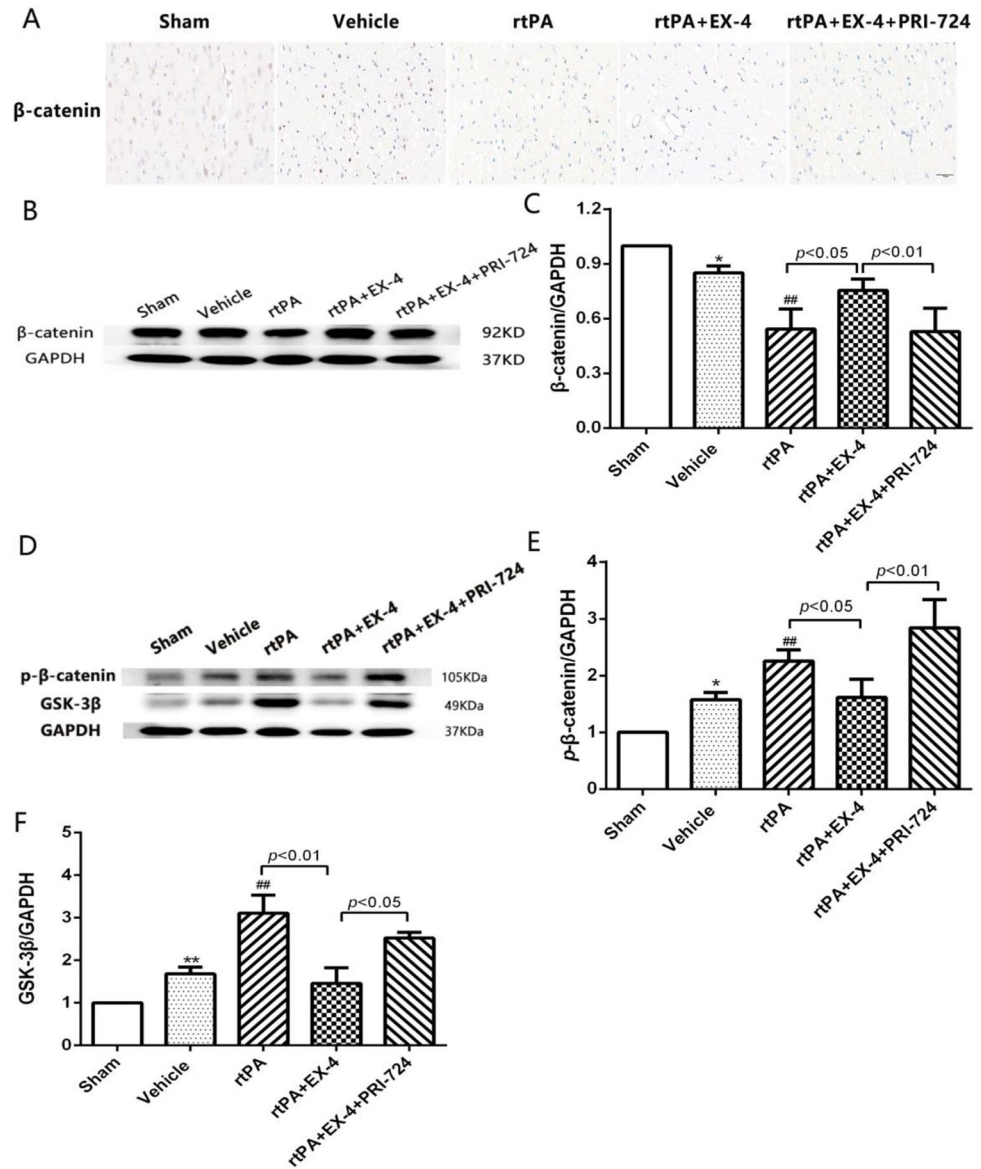 A
Sham Vehicle rtPA rtPA+EX-4 rtPA+EX-4+PRI-724
β-catenin
B
Sham Vehicle rtPA rtPA+EX-4 rtPA+EX-4+PRI-724
β-catenin 92KD
GAPDH 37KD
C
β-catenin/GAPDH
1.2
0.9
0.6
0.3
0.0
*
##
p<0.05 p<0.01
Sham Vehicle rtPA rtPA+EX-4 rtPA+EX-4+PRI-724
D
Sham Vehicle rtPA rtPA+EX-4 rtPA+EX-4+PRI-724
p-β-catenin 105KDa
GSK-3β 49KDa
GAPDH 37KDa
E
p-β-catenin/GAPDH
4
3
2
1
0
*
##
p<0.05
p<0.01
Sham Vehicle rtPA rtPA+EX-4 rtPA+EX-4+PRI-724
F
GSK-3β/GAPDH
5
4
3
2
1
0
**
##
p<0.01
p<0.05
Sham Vehicle rtPA rtPA+EX-4 rtPA+EX-4+PRI-724